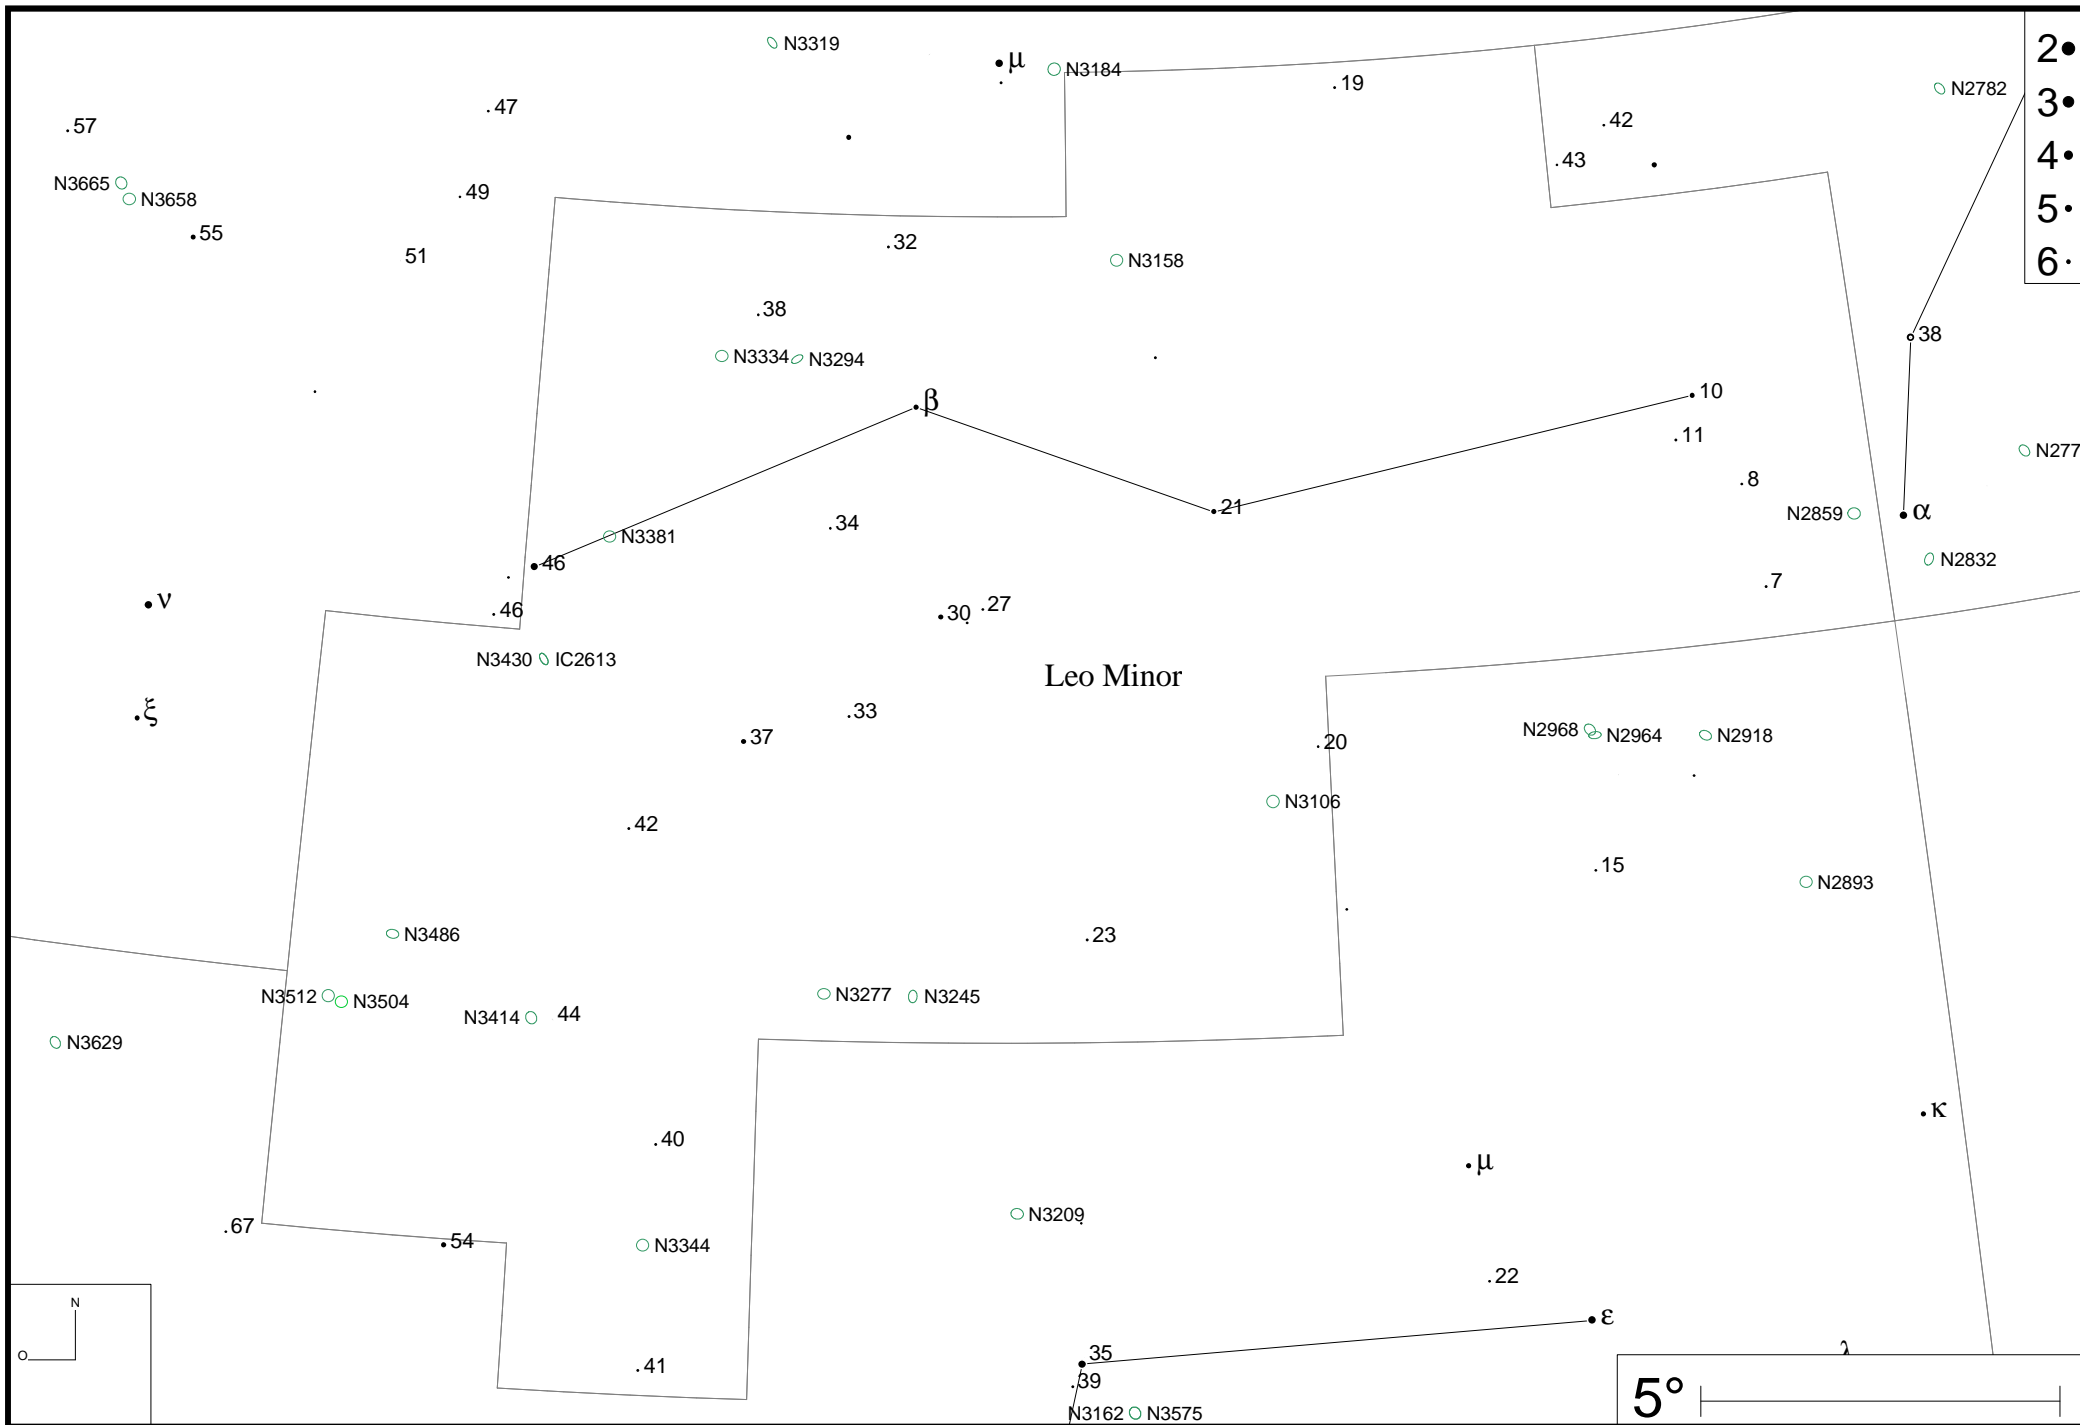 N3319
μ
N3184
19
N2782
2
3
4
5
6
47
57
42
43
N3665
N3658
49
55
51
32
N3158
38
38
N3334
N3294
β
10
11
N277
8
21
N2859
α
34
N3381
46
N2832
7
ν
46
30
27
N3430
IC2613
Leo Minor
ξ
33
37
20
N2968
N2964
N2918
N3106
42
15
N2893
N3486
23
N3512
N3504
N3277
N3245
N3414
44
N3629
κ
40
μ
N3209
67
54
N3344
22
ε
N
O
35
λ
41
39
5°
N3162
N3575